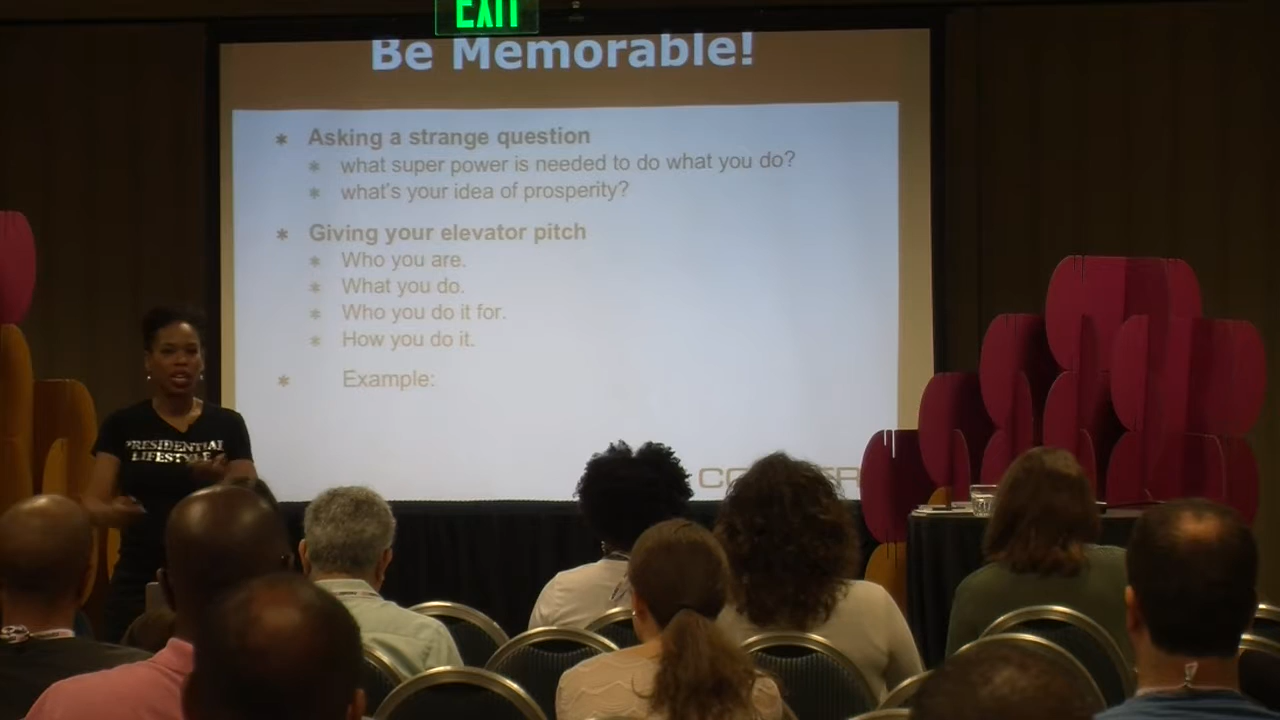 EXIT
Be Memorable!
* Asking a strange question
* what super power is needed to do what you do?
* what's your idea of prosperity?
* Giving your elevator pitch
* Who you are.
* What you do.
* Who you do it for.
* How you do it.
* Example:
PRESIDENTIAL
LIFESTYLE